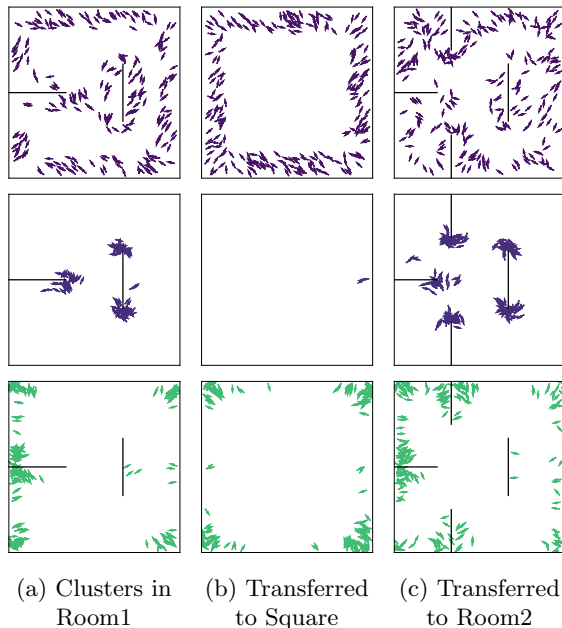 (a) Clusters in
Room1
(b) Transferred
to Square
(c) Transferred
to Room2